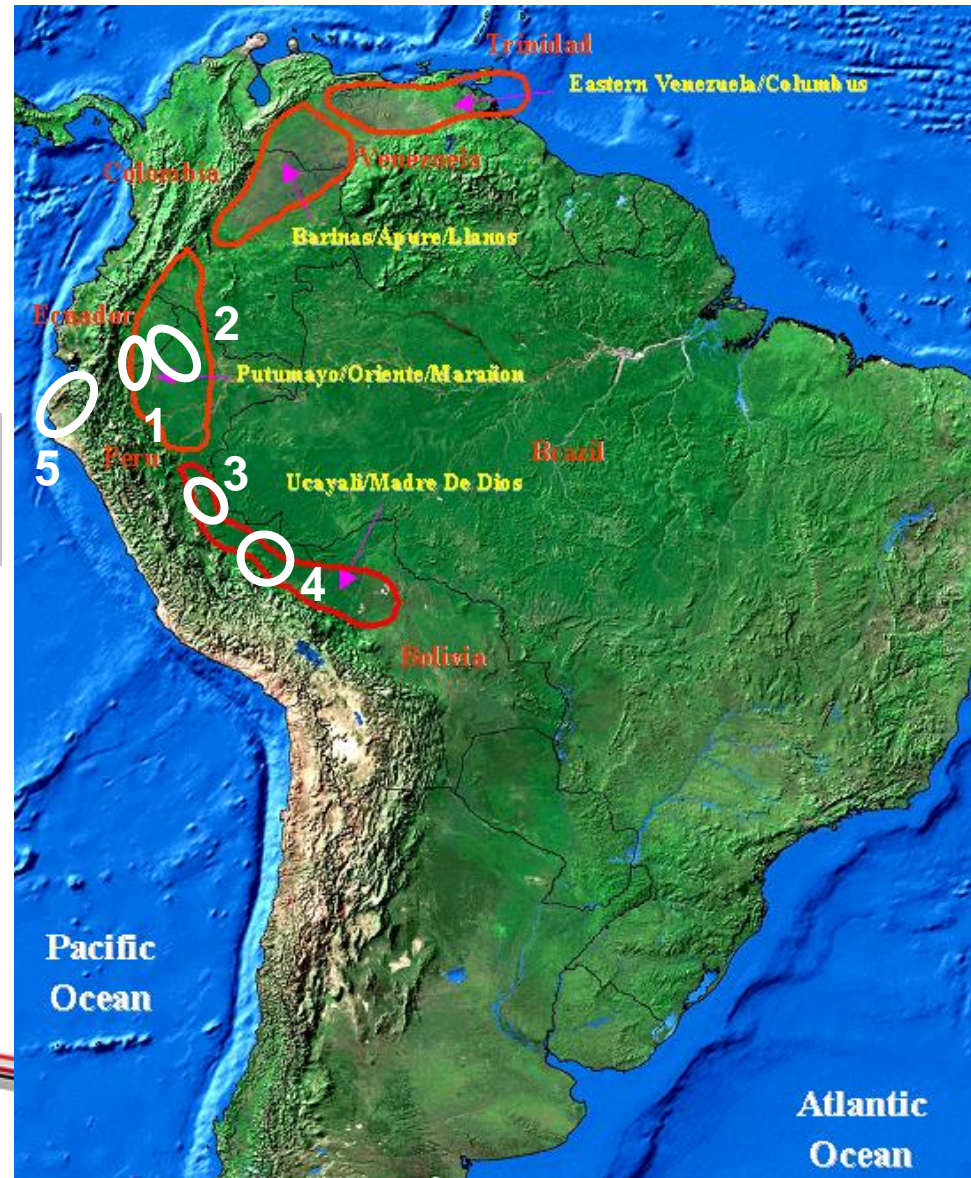 Trinidad
Eastern Venezuela/Columbus
Colombia
Venezuela
Barinas/Apure/Llanos
Ecuador
2
Putumayo/Oriente/Marañon
1
Peru
Brazil
5
3
Ucayali/Madre De Dios
4
Bolivia
Pacific
Ocean
Atlantic
Ocean